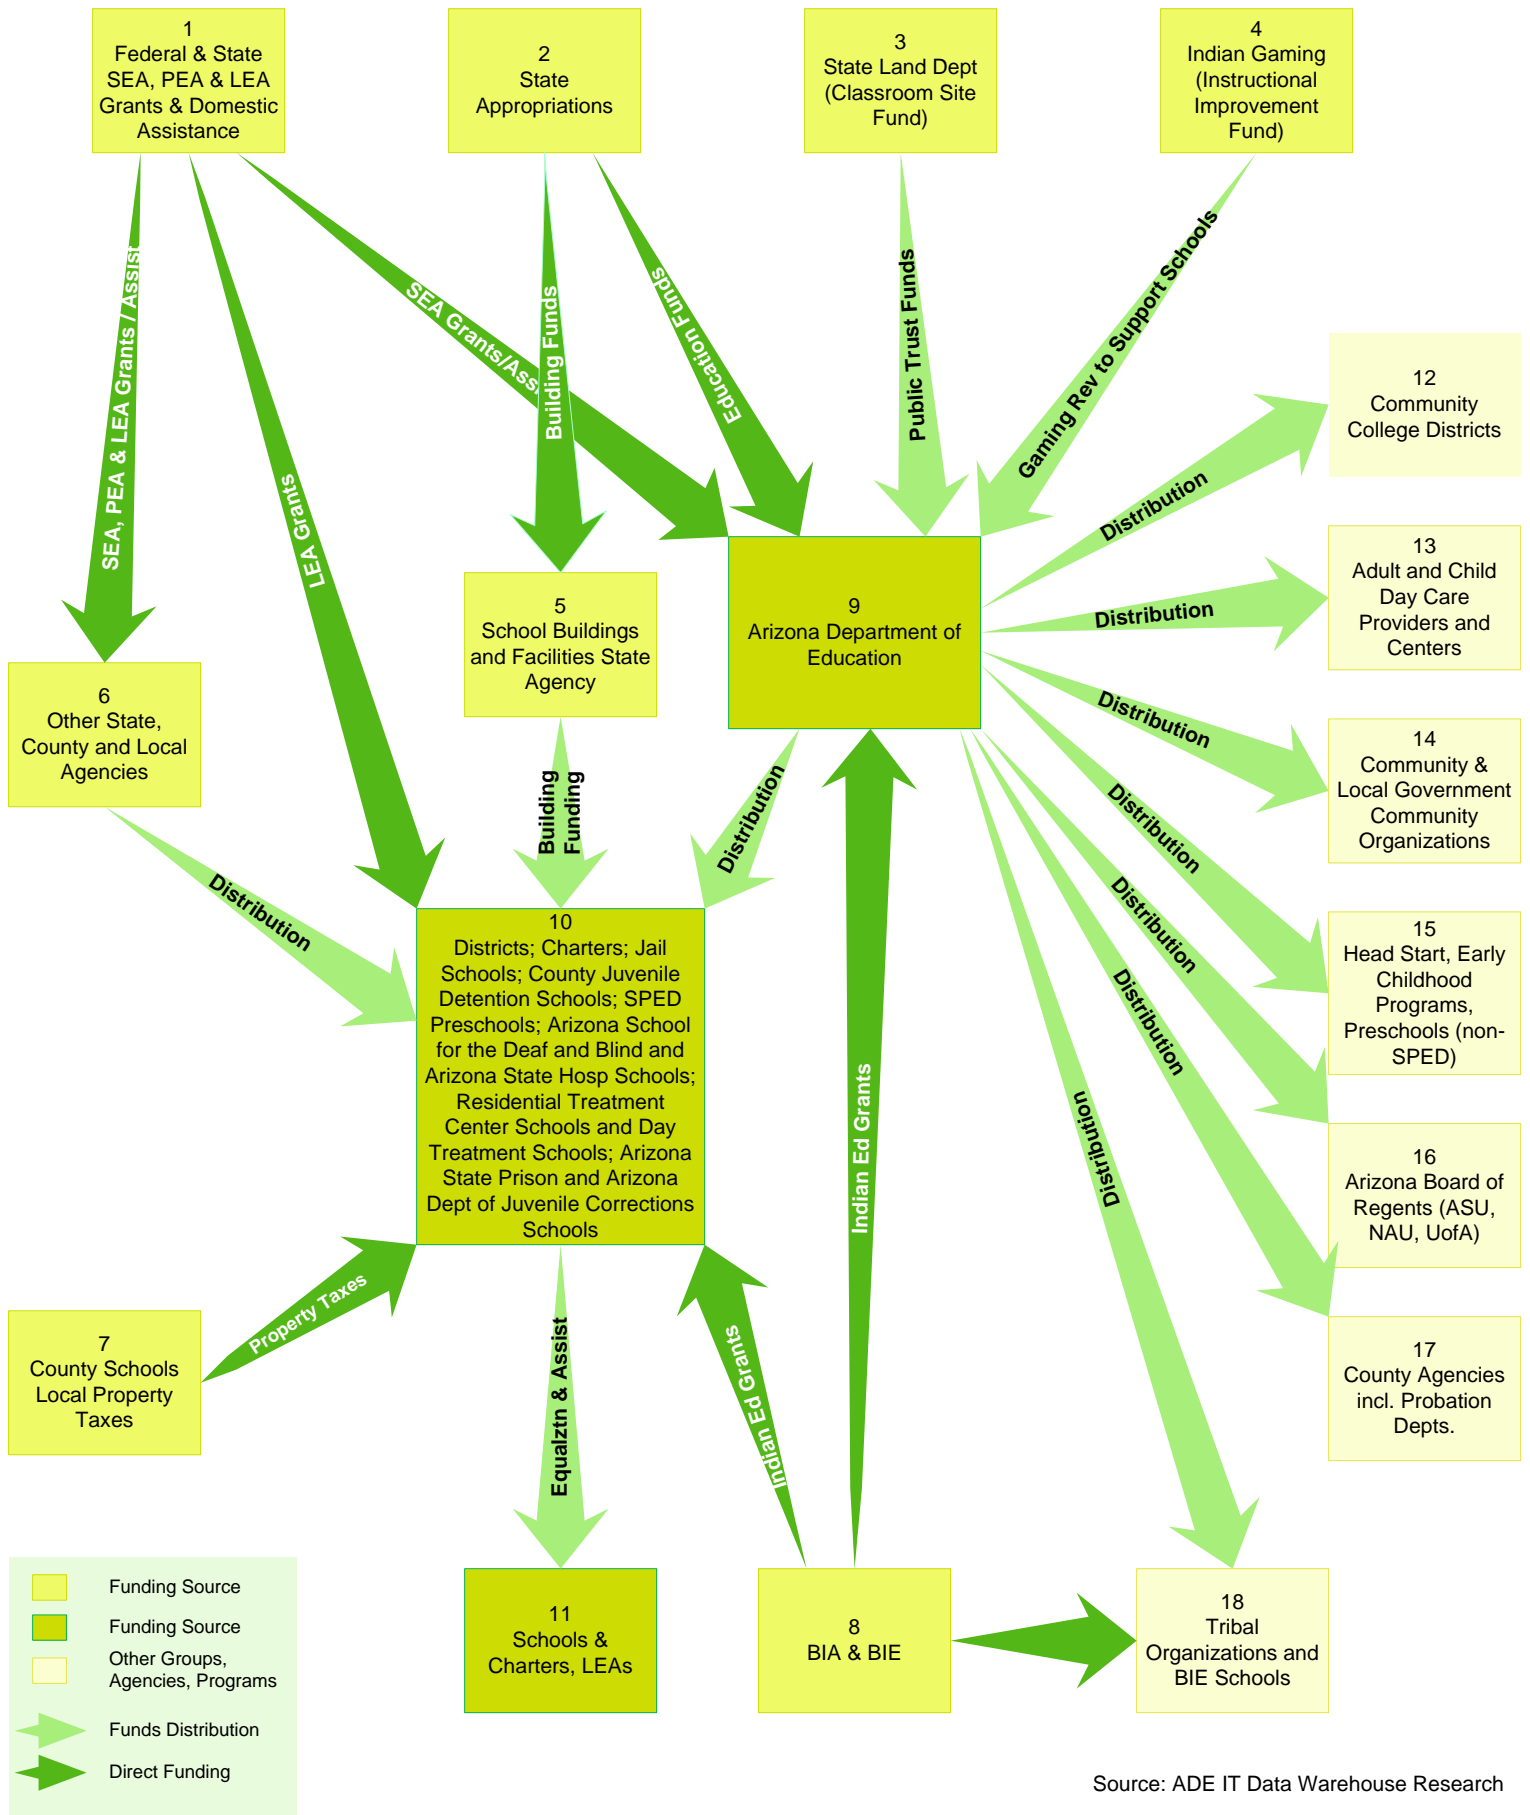 1
Federal & State
SEA, PEA & LEA
Grants & Domestic
Assistance
2
State
Appropriations
3
State Land Dept
(Classroom Site
Fund)
4
Indian Gaming
(Instructional
Improvement
Fund)
SEA, PEA & LEA Grants / Assist
LEA Grants
SEA Grants/Assi
Building Funds
Education Funds
Public Trust Funds
Gaming Rev to Support Schools
5
School Buildings
and Facilities State
Agency
6
Other State,
County and Local
Agencies
9
Arizona Department of
Education
Distribution
Distribution
Distribution
Distribution
Distribution
Distribution
Distribution
12
Community
College Districts
13
Adult and Child
Day Care
Providers and
Centers
14
Community &
Local Government
Community
Organizations
15
Head Start, Early
Childhood
Programs,
Preschools (non-
SPED)
16
Arizona Board of
Regents (ASU,
NAU, UofA)
17
County Agencies
incl. Probation
Depts.
Distribution
Building
Funding
Distribution
10
Districts; Charters; Jail
Schools; County Juvenile
Detention Schools; SPED
Preschools; Arizona School
for the Deaf and Blind and
Arizona State Hosp Schools;
Residential Treatment
Center Schools and Day
Treatment Schools; Arizona
State Prison and Arizona
Dept of Juvenile Corrections
Schools
Indian Ed Grants
7
County Schools
Local Property
Taxes
Property Taxes
Equalztn & Assist
Indian Ed Grants
11
Schools &
Charters, LEAs
8
BIA & BIE
18
Tribal
Organizations and
BIE Schools
Funding Source
Funding Source
Other Groups,
Agencies, Programs
Funds Distribution
Direct Funding
Source: ADE IT Data Warehouse Research